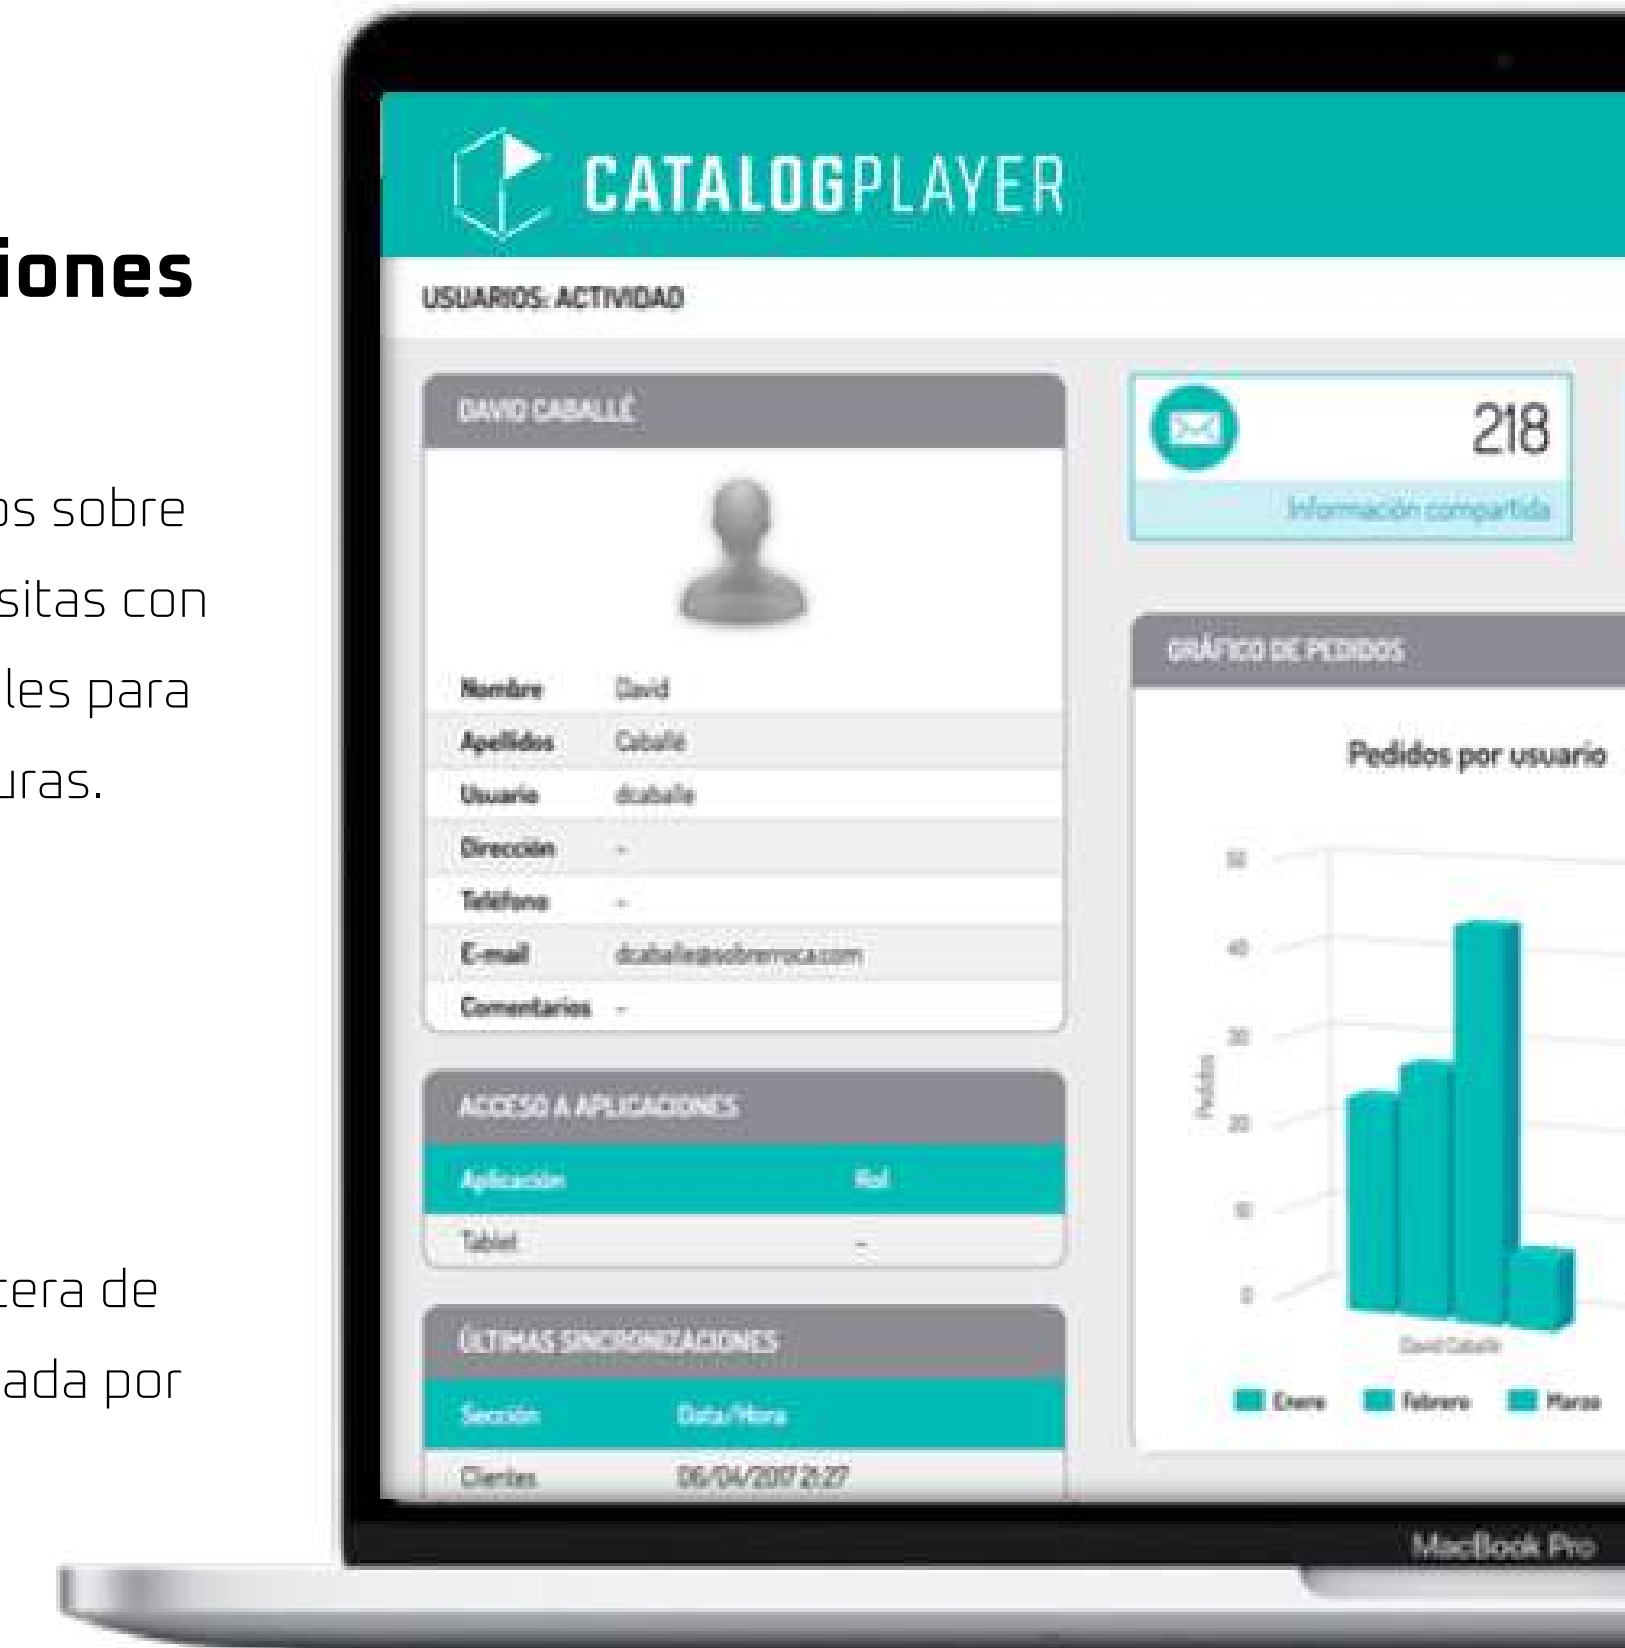 iones
os sobre
sitas con
les para
uras.
tera de
ada por
CATALOGPLAYER
USUARIOS: ACTIVIDAD
DAVID CABALLÉ
Nombre David
Apellidos Caballé
Usuario dcaballe
Dirección -
Teléfono -
E-mail dcaballe@sobrerroca.com
Comentarios -
ACCESO A APLICACIONES
Aplicación Rol
Tablet -
ÚLTIMAS SINCRONIZACIONES
Sección Data/Hora
Clientes 06/04/2017 21:27
218
Información compartida
GRÁFICO DE PEDIDOS
Pedidos por usuario
50
40
30
20
10
0
Pedidos
David Caballé
Enero Febrero Marzo
MacBook Pro